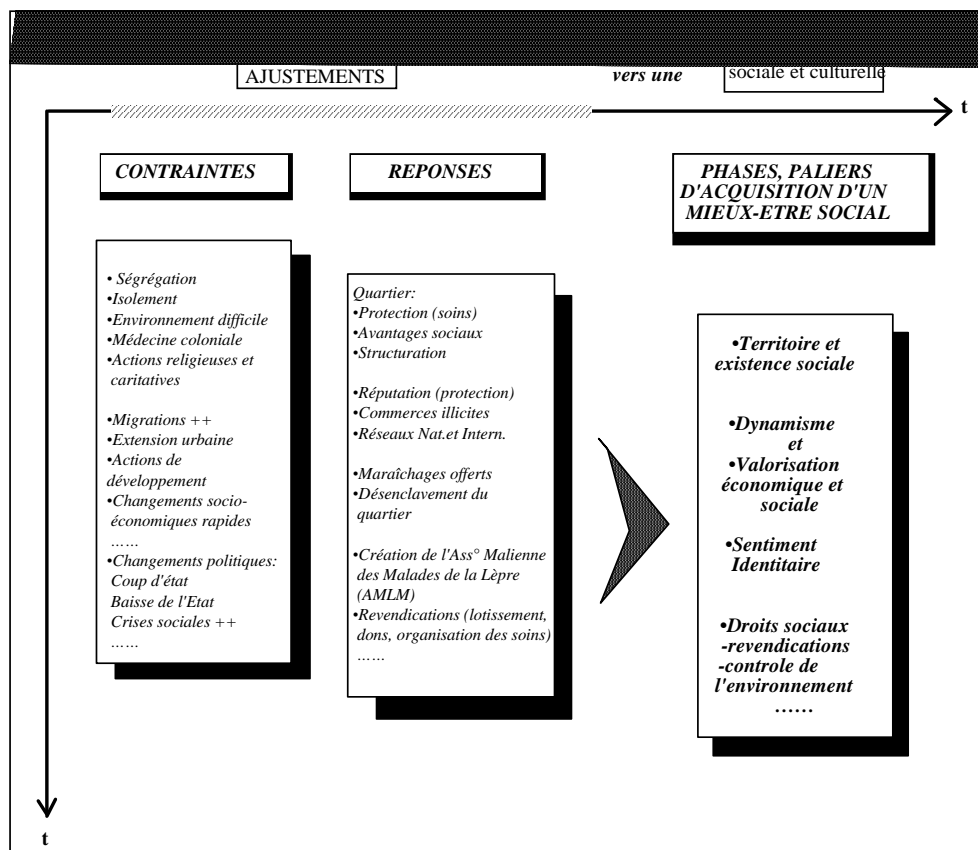 AJUSTEMENTS
vers une
sociale et culturelle
t
CONTRAINTES
REPONSES
PHASES, PALIERS
D'ACQUISITION D'UN
MIEUX-ETRE SOCIAL
• Ségrégation
•Isolement
•Environnement difficile
•Médecine coloniale
•Actions religieuses et
caritatives
•Migrations ++
•Extension urbaine
•Actions de
développement
•Changements socio-
économiques rapides
……
•Changements politiques:
Coup d'état
Baisse de l'Etat
Crises sociales ++
……
Quartier:
•Protection (soins)
•Avantages sociaux
•Structuration
•Réputation (protection)
•Commerces illicites
•Réseaux Nat.et Intern.
•Maraîchages offerts
•Désenclavement du
quartier
•Création de l'Ass° Malienne
des Malades de la Lèpre
(AMLM)
•Revendications (lotissement,
dons, organisation des soins)
……
•Territoire et
existence sociale
•Dynamisme
et
•Valorisation
économique et
sociale
•Sentiment
Identitaire
•Droits sociaux
-revendications
-controle de
l'environnement
……
t